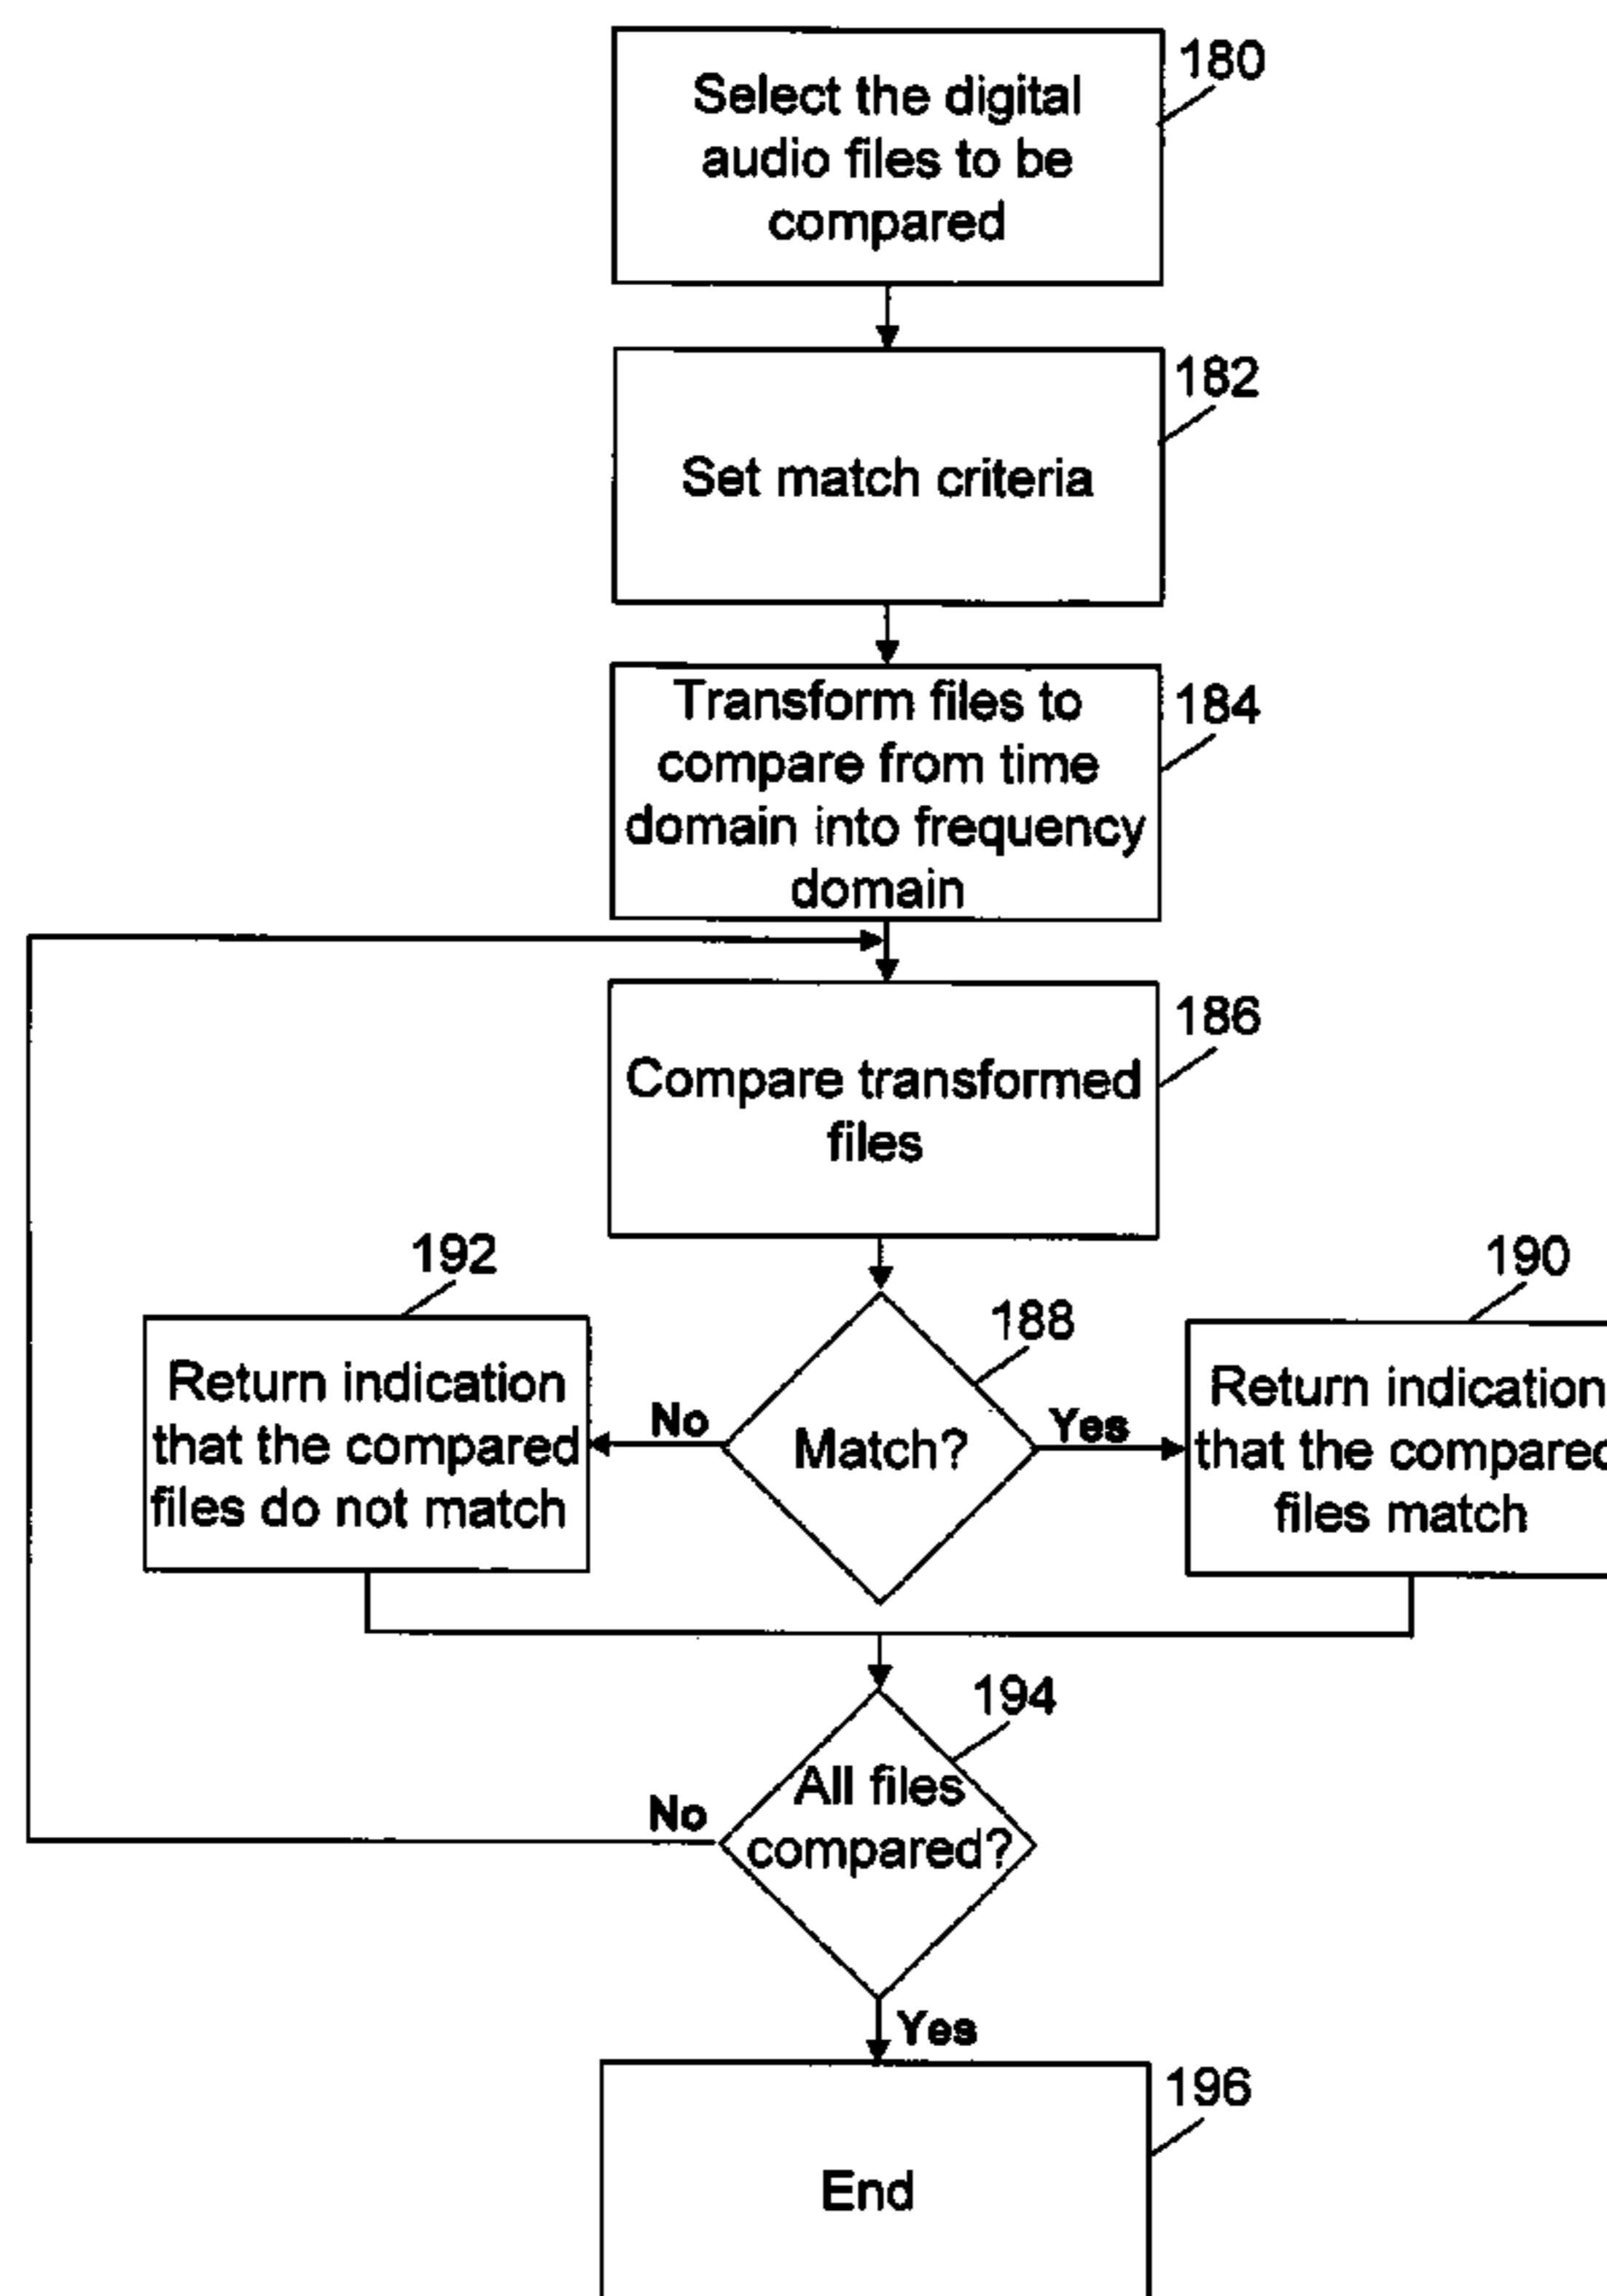 180
Select the digital
audio files to be
compared
182
Set match criteria
184
Transform files to
compare from time
domain into frequency
domain
186
Compare transformed
files
192
190
188
Return indication
that the compared
files do not match
No
Match?
Yes
Return indication
that the compared
files match
194
All files
compared?
No
Yes
196
End